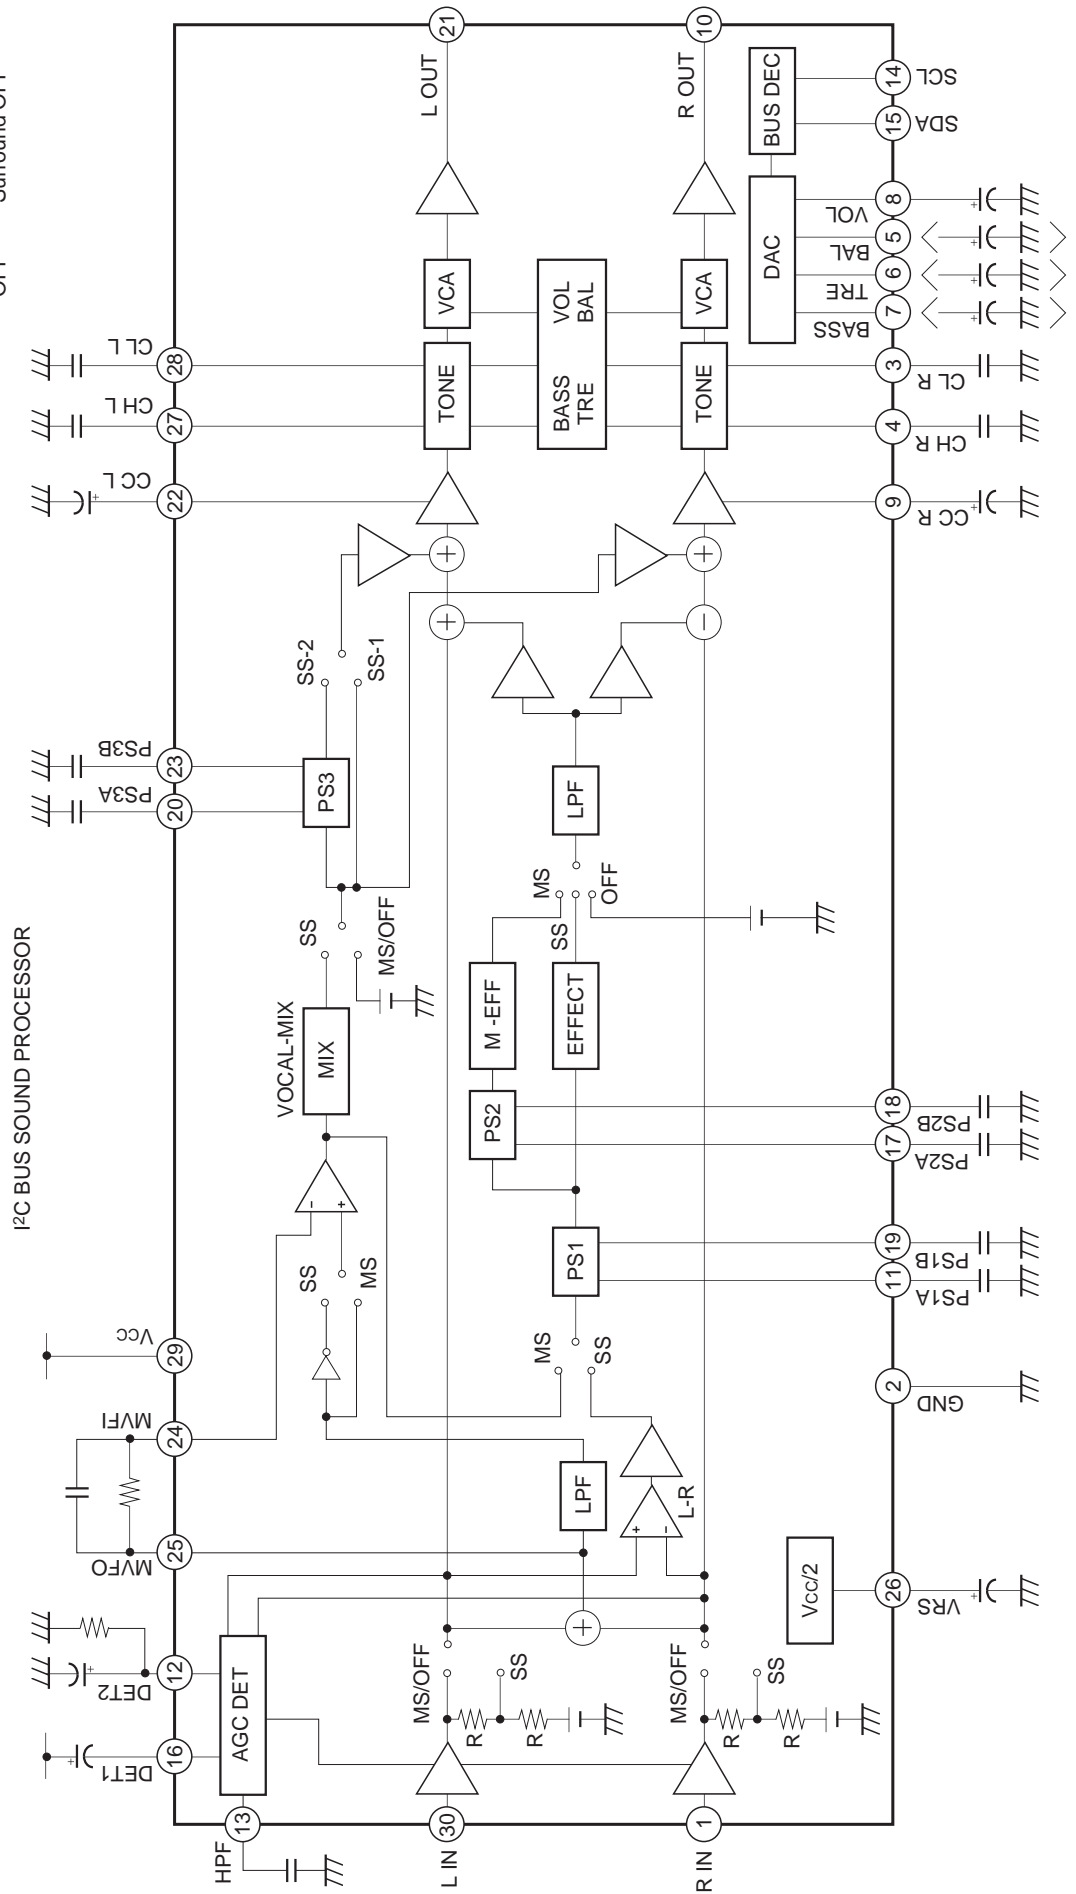 I²C BUS SOUND PROCESSOR
OFF
Surround OFF
HPF
13
DET1
16
DET2
12
MVFO
25
MVFI
24
Vcc
29
PS3A
20
PS3B
23
CC L
22
CH L
27
CL L
28
AGC DET
LPF
SS
MS
-
+
VOCAL-MIX
MIX
SS
MS/OFF
PS3
SS-2
SS-1
L IN
30
MS/OFF
R
R
SS
+
+
+
TONE
VCA
L OUT
21
+
-
L-R
MS
SS
PS1
PS2
M -EFF
EFFECT
MS
SS
OFF
LPF
BASS
TRE
VOL
BAL
R IN
1
MS/OFF
R
R
SS
−
+
TONE
VCA
R OUT
10
Vcc/2
DAC
BUS DEC
26
VRS
2
GND
11
PS1A
19
PS1B
17
PS2A
18
PS2B
9
CC R
4
CH R
3
CL R
7
BASS
6
TRE
5
BAL
8
VOL
15
SDA
14
SCL
+
+
+
+
+
+
+
+
+